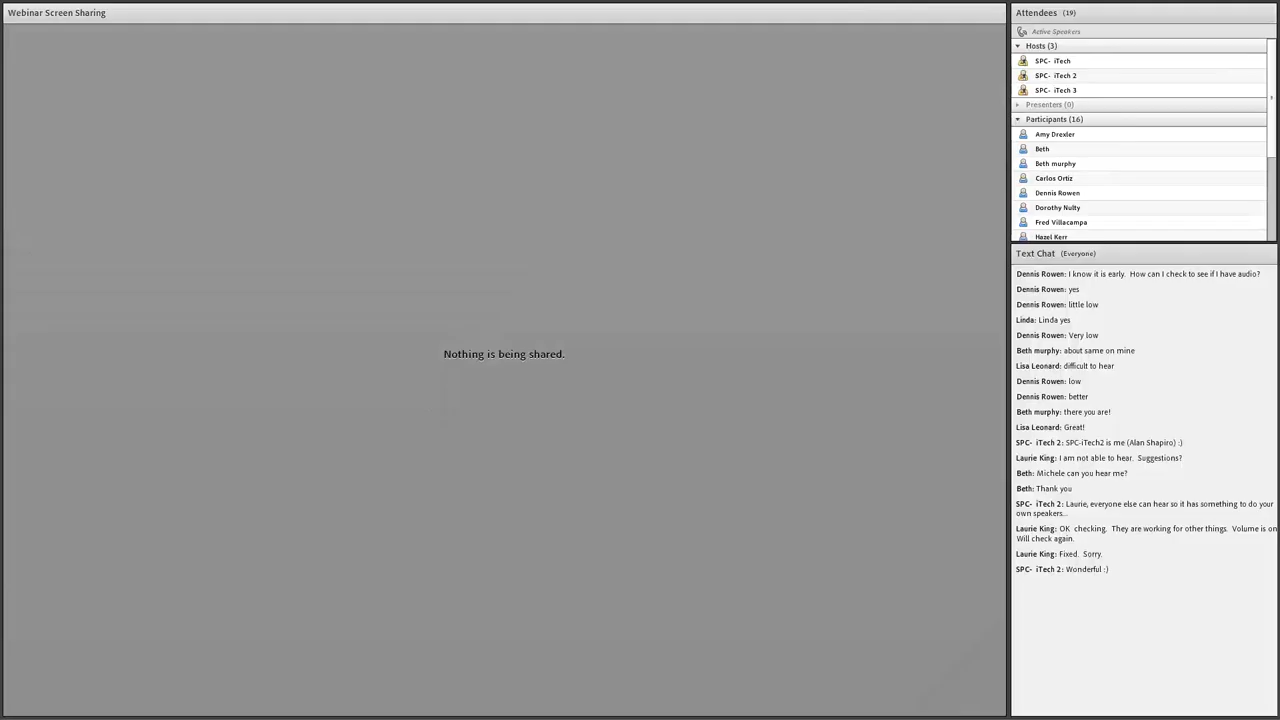 Webinar Screen Sharing
Nothing is being shared.
Attendees (19)
Active Speakers
Hosts (3)
SPC- iTech
SPC- iTech 2
SPC- iTech 3
Presenters (0)
Participants (16)
Amy Drexler
Beth
Beth murphy
Carlos Ortiz
Dennis Rowen
Dorothy Nulty
Fred Villacampa
Hazel Kerr
Text Chat (Everyone)
Dennis Rowen: I know it is early. How can I check to see if I have audio?
Dennis Rowen: yes
Dennis Rowen: little low
Linda: Linda yes
Dennis Rowen: Very low
Beth murphy: about same on mine
Lisa Leonard: difficult to hear
Dennis Rowen: low
Dennis Rowen: better
Beth murphy: there you are!
Lisa Leonard: Great!
SPC- iTech 2: SPC-iTech2 is me (Alan Shapiro) :)
Laurie King: I am not able to hear. Suggestions?
Beth: Michele can you hear me?
Beth: Thank you
SPC- iTech 2: Laurie, everyone else can hear so it has something to do your
own speakers...
Laurie King: OK checking. They are working for other things. Volume is on
Will check again.
Laurie King: Fixed. Sorry.
SPC- iTech 2: Wonderful :)